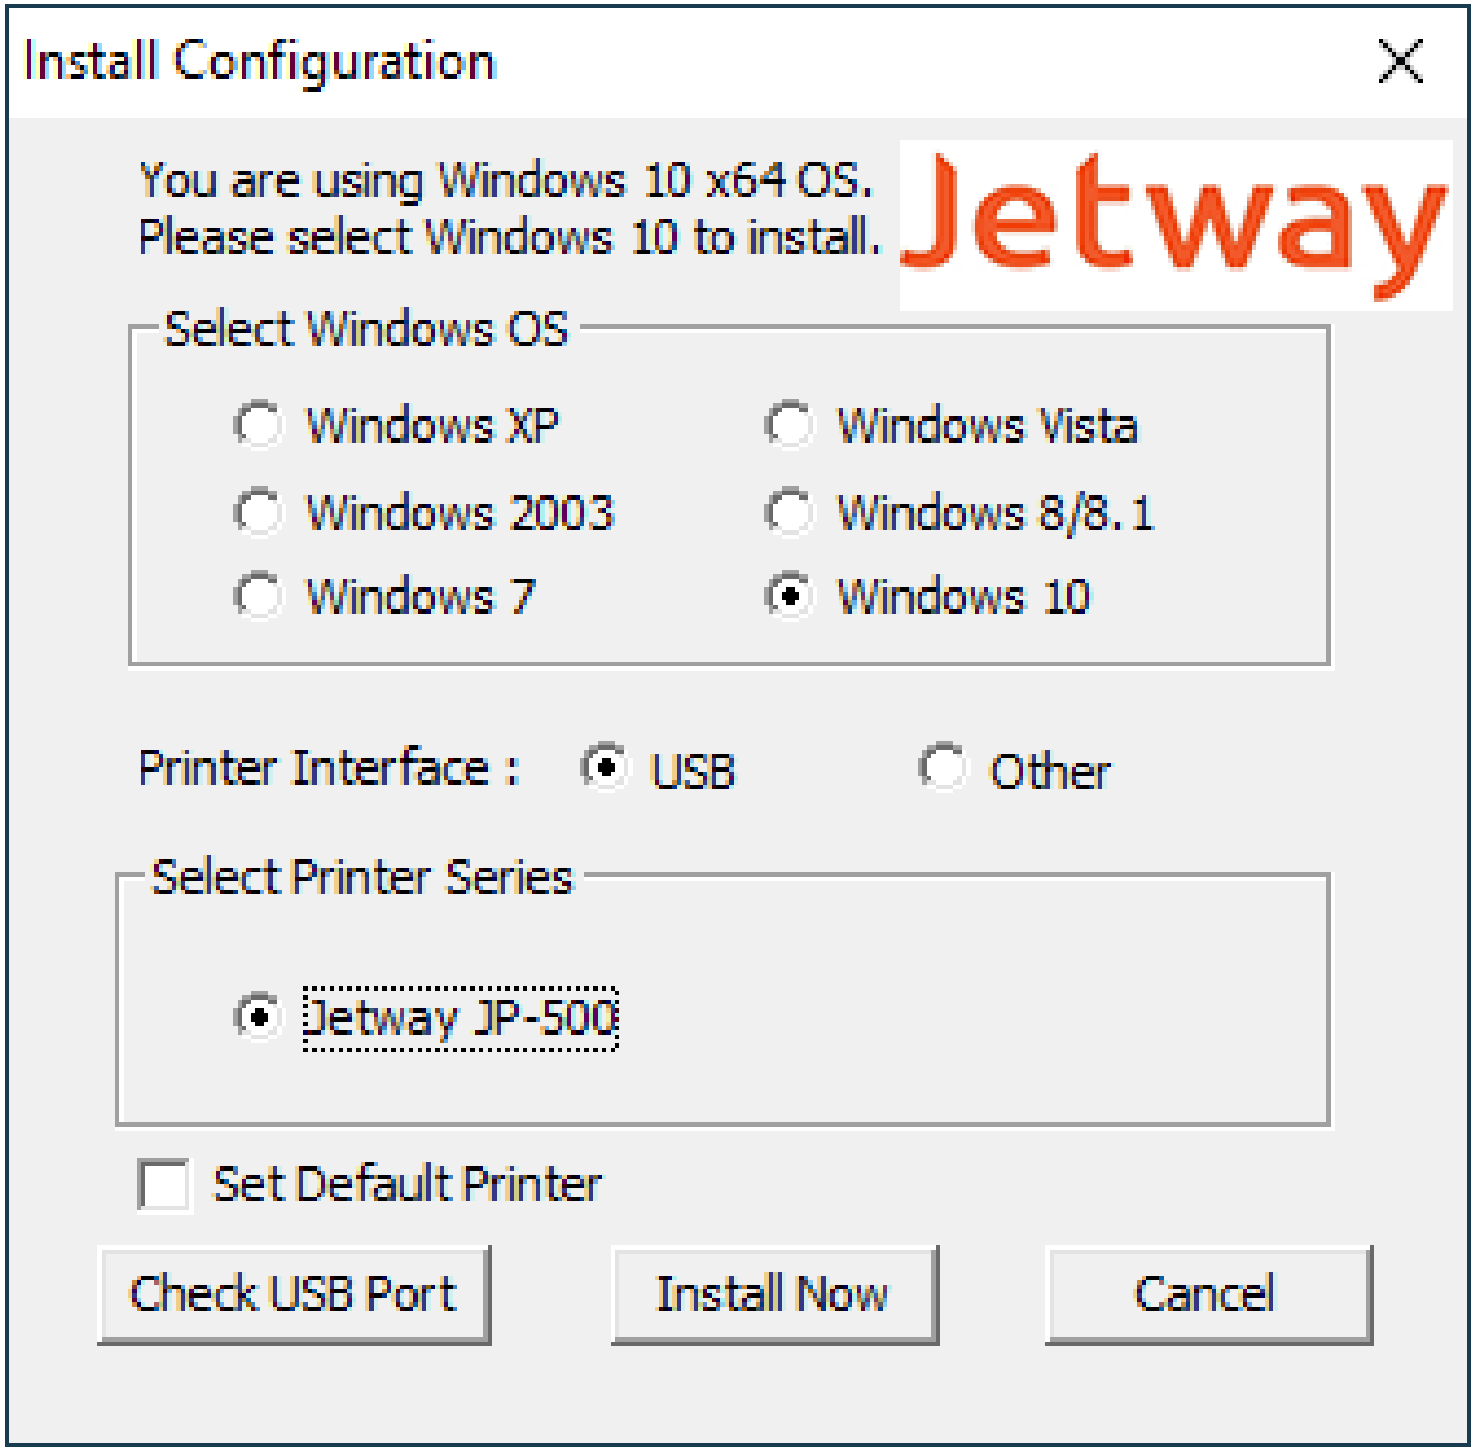 Install Configuration
You are using Windows 10 x64 OS.
Please select Windows 10 to install.
Jetway
Select Windows OS
Windows XP
Windows Vista
Windows 2003
Windows 8/8.1
Windows 7
Windows 10
Printer Interface :
USB
Other
Select Printer Series
Jetway JP-500
Set Default Printer
Check USB Port
Install Now
Cancel